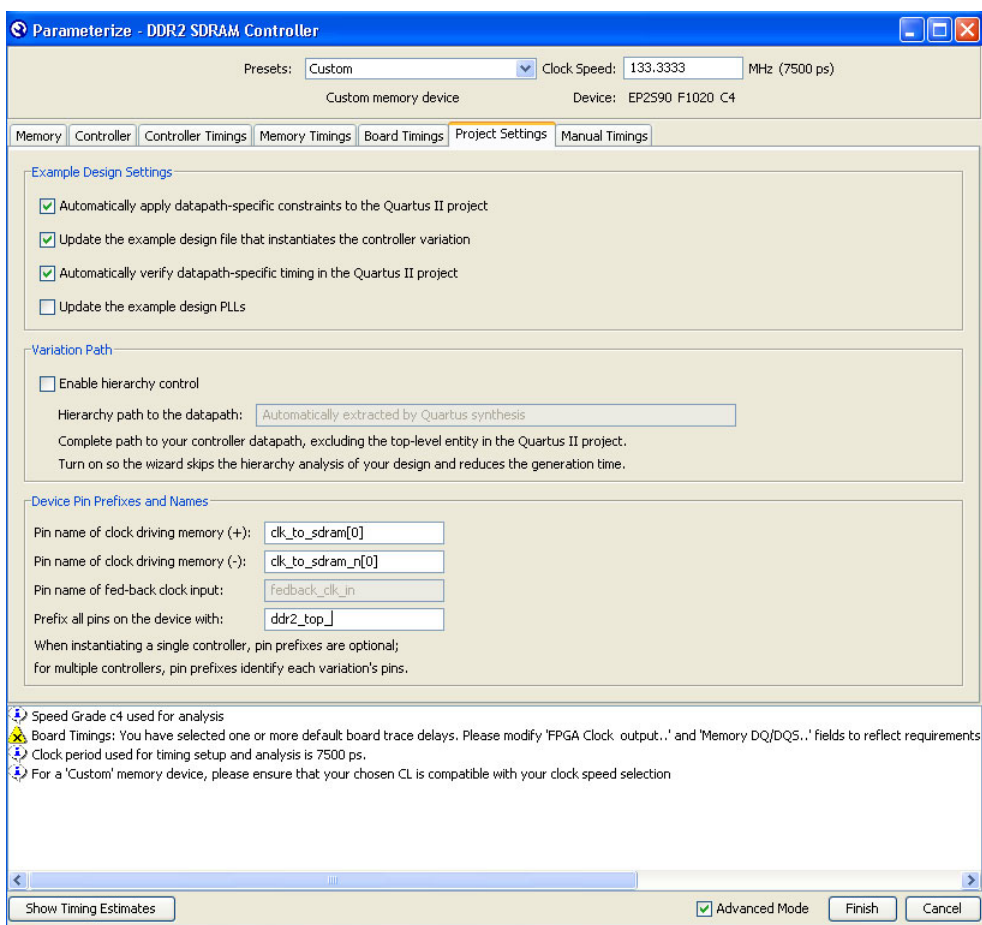 Parameterize - DDR2 SDRAM Controller
Presets: Custom Clock Speed: 133.3333 MHz (7500 ps)
Custom memory device Device: EP2S90 F1020 C4
Memory Controller Controller Timings Memory Timings Board Timings Project Settings Manual Timings
Example Design Settings
Automatically apply datapath-specific constraints to the Quartus II project
Update the example design file that instantiates the controller variation
Automatically verify datapath-specific timing in the Quartus II project
Update the example design PLLs
Variation Path
Enable hierarchy control
Hierarchy path to the datapath: Automatically extracted by Quartus synthesis
Complete path to your controller datapath, excluding the top-level entity in the Quartus II project.
Turn on so the wizard skips the hierarchy analysis of your design and reduces the generation time.
Device Pin Prefixes and Names
Pin name of clock driving memory (+): clk_to_sdram[0]
Pin name of clock driving memory (-): clk_to_sdram_n[0]
Pin name of fed-back clock input: fedback_clk_in
Prefix all pins on the device with: ddr2_top_
When instantiating a single controller, pin prefixes are optional;
for multiple controllers, pin prefixes identify each variation's pins.
Speed Grade c4 used for analysis
Board Timings: You have selected one or more default board trace delays. Please modify 'FPGA Clock output..' and 'Memory DQ/DQS..' fields to reflect requirements
Clock period used for timing setup and analysis is 7500 ps.
For a 'Custom' memory device, please ensure that your chosen CL is compatible with your clock speed selection
Show Timing Estimates Advanced Mode Finish Cancel